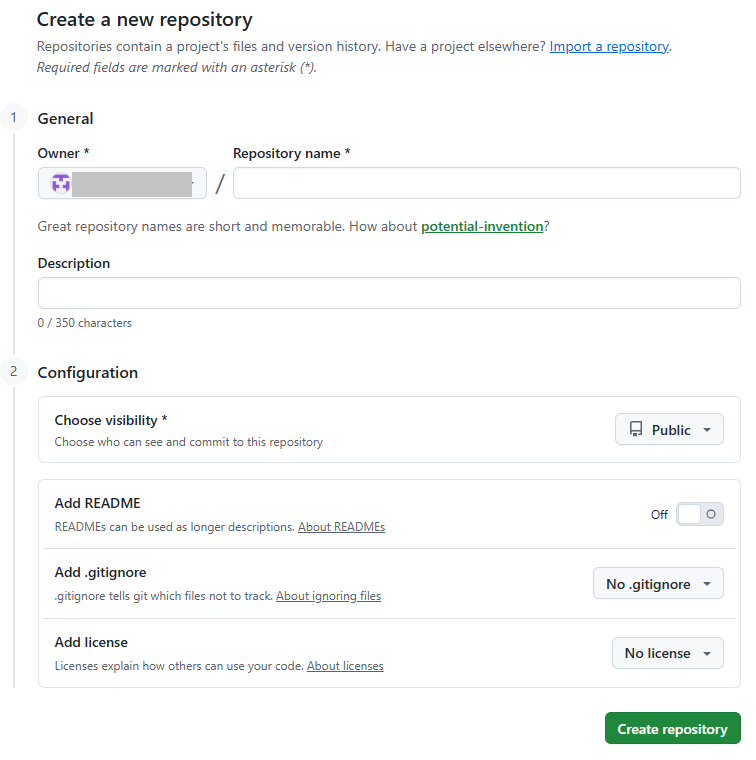 Create a new repository
Repositories contain a project's files and version history. Have a project elsewhere? Import a repository.
Required fields are marked with an asterisk (*).
1
General
Owner *
Repository name *
/
Great repository names are short and memorable. How about potential-invention?
Description
0 / 350 characters
2
Configuration
Choose visibility *
Choose who can see and commit to this repository
Public
Add README
READMEs can be used as longer descriptions. About READMEs
Off
Add .gitignore
.gitignore tells git which files not to track. About ignoring files
No .gitignore
Add license
Licenses explain how others can use your code. About licenses
No license
Create repository